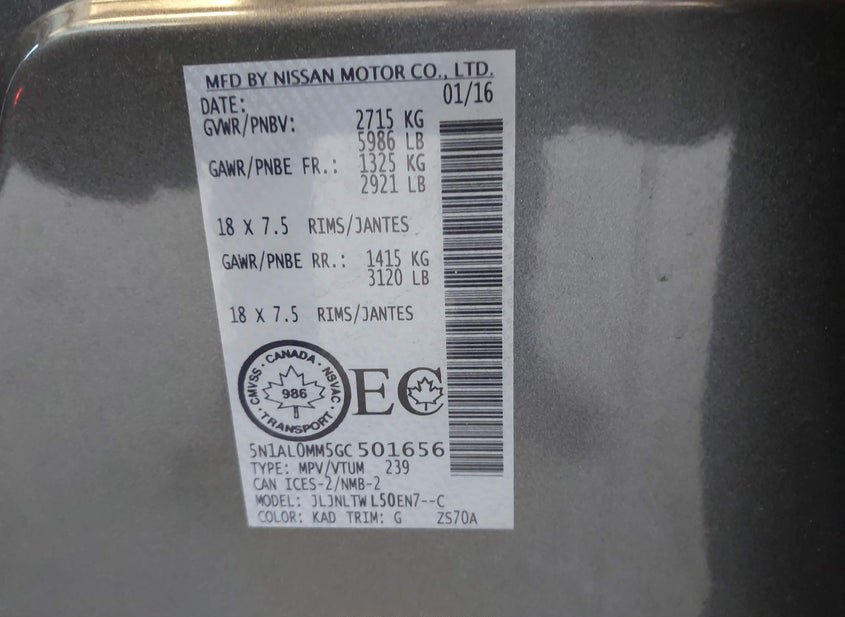 MFD BY NISSAN MOTOR CO., LTD.
DATE: 01/16
GVWR/PNBV: 2715 KG
5986 LB
GAWR/PNBE FR.: 1325 KG
2921 LB
18 X 7.5 RIMS/JANTES
GAWR/PNBE RR.: 1415 KG
3120 LB
18 X 7.5 RIMS/JANTES
CANADA · NSVAC · TRANSPORT · CMVSS
986
EC
5N1AL0MM5GC501656
TYPE: MPV/VTUM 239
CAN ICES-2/NMB-2
MODEL: JLJNLTW L50EN7--C
COLOR: KAD TRIM: G ZS70A